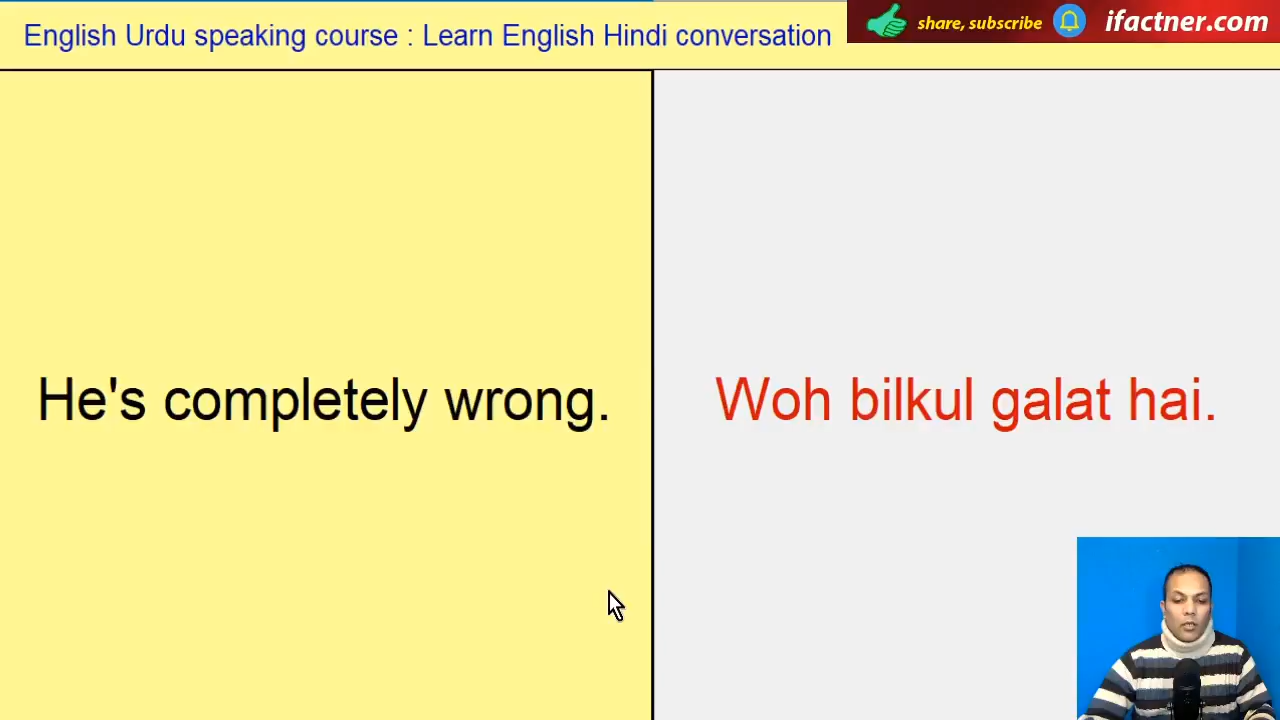 English Urdu speaking course : Learn English Hindi conversation
share, subscribe
ifactner.com
He's completely wrong.
Woh bilkul galat hai.